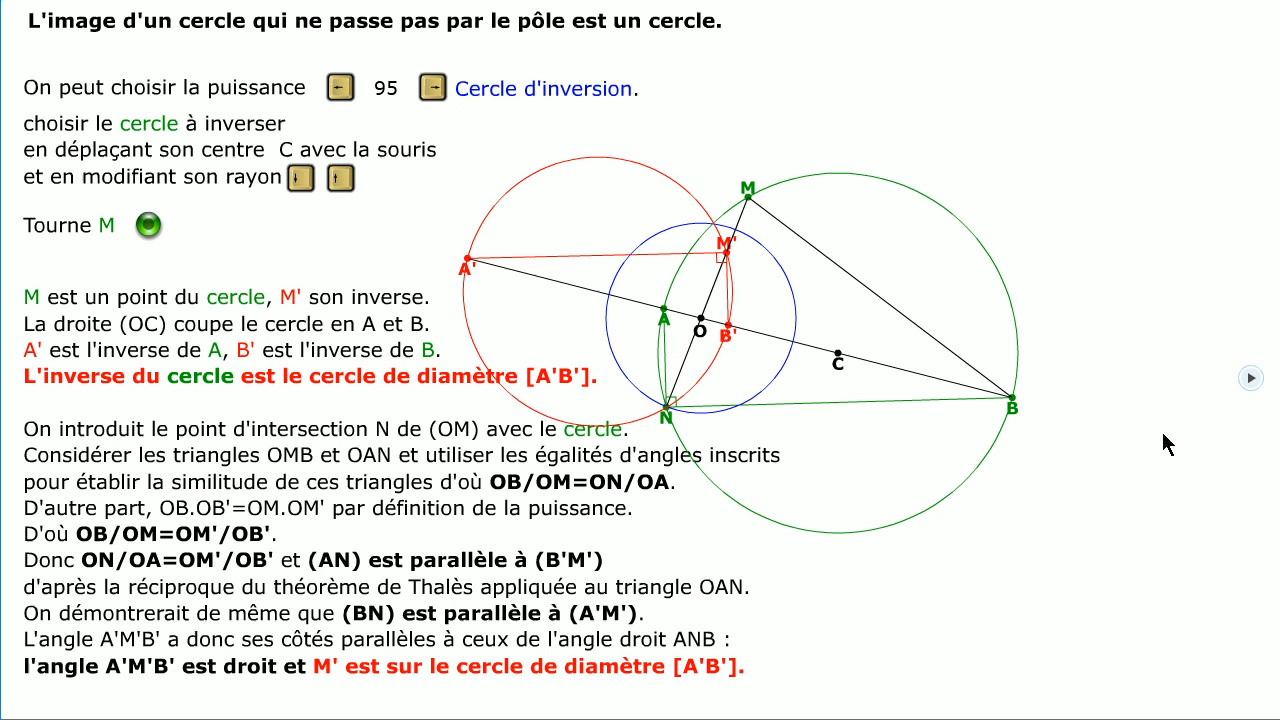 L'image d'un cercle qui ne passe pas par le pôle est un cercle.
On peut choisir la puissance ← 95 → Cercle d'inversion.
choisir le cercle à inverser
en déplaçant son centre C avec la souris
et en modifiant son rayon ↓ ↑
Tourne M
M est un point du cercle, M' son inverse.
La droite (OC) coupe le cercle en A et B.
A' est l'inverse de A, B' est l'inverse de B.
L'inverse du cercle est le cercle de diamètre [A'B'].
On introduit le point d'intersection N de (OM) avec le cercle.
Considérer les triangles OMB et OAN et utiliser les égalités d'angles inscrits
pour établir la similitude de ces triangles d'où OB/OM=ON/OA.
D'autre part, OB.OB'=OM.OM' par définition de la puissance.
D'où OB/OM=OM'/OB'.
Donc ON/OA=OM'/OB' et (AN) est parallèle à (B'M')
d'après la réciproque du théorème de Thalès appliquée au triangle OAN.
On démontrerait de même que (BN) est parallèle à (A'M').
L'angle A'M'B' a donc ses côtés parallèles à ceux de l'angle droit ANB :
l'angle A'M'B' est droit et M' est sur le cercle de diamètre [A'B'].
M
M'
A'
A
O
B'
C
B
N